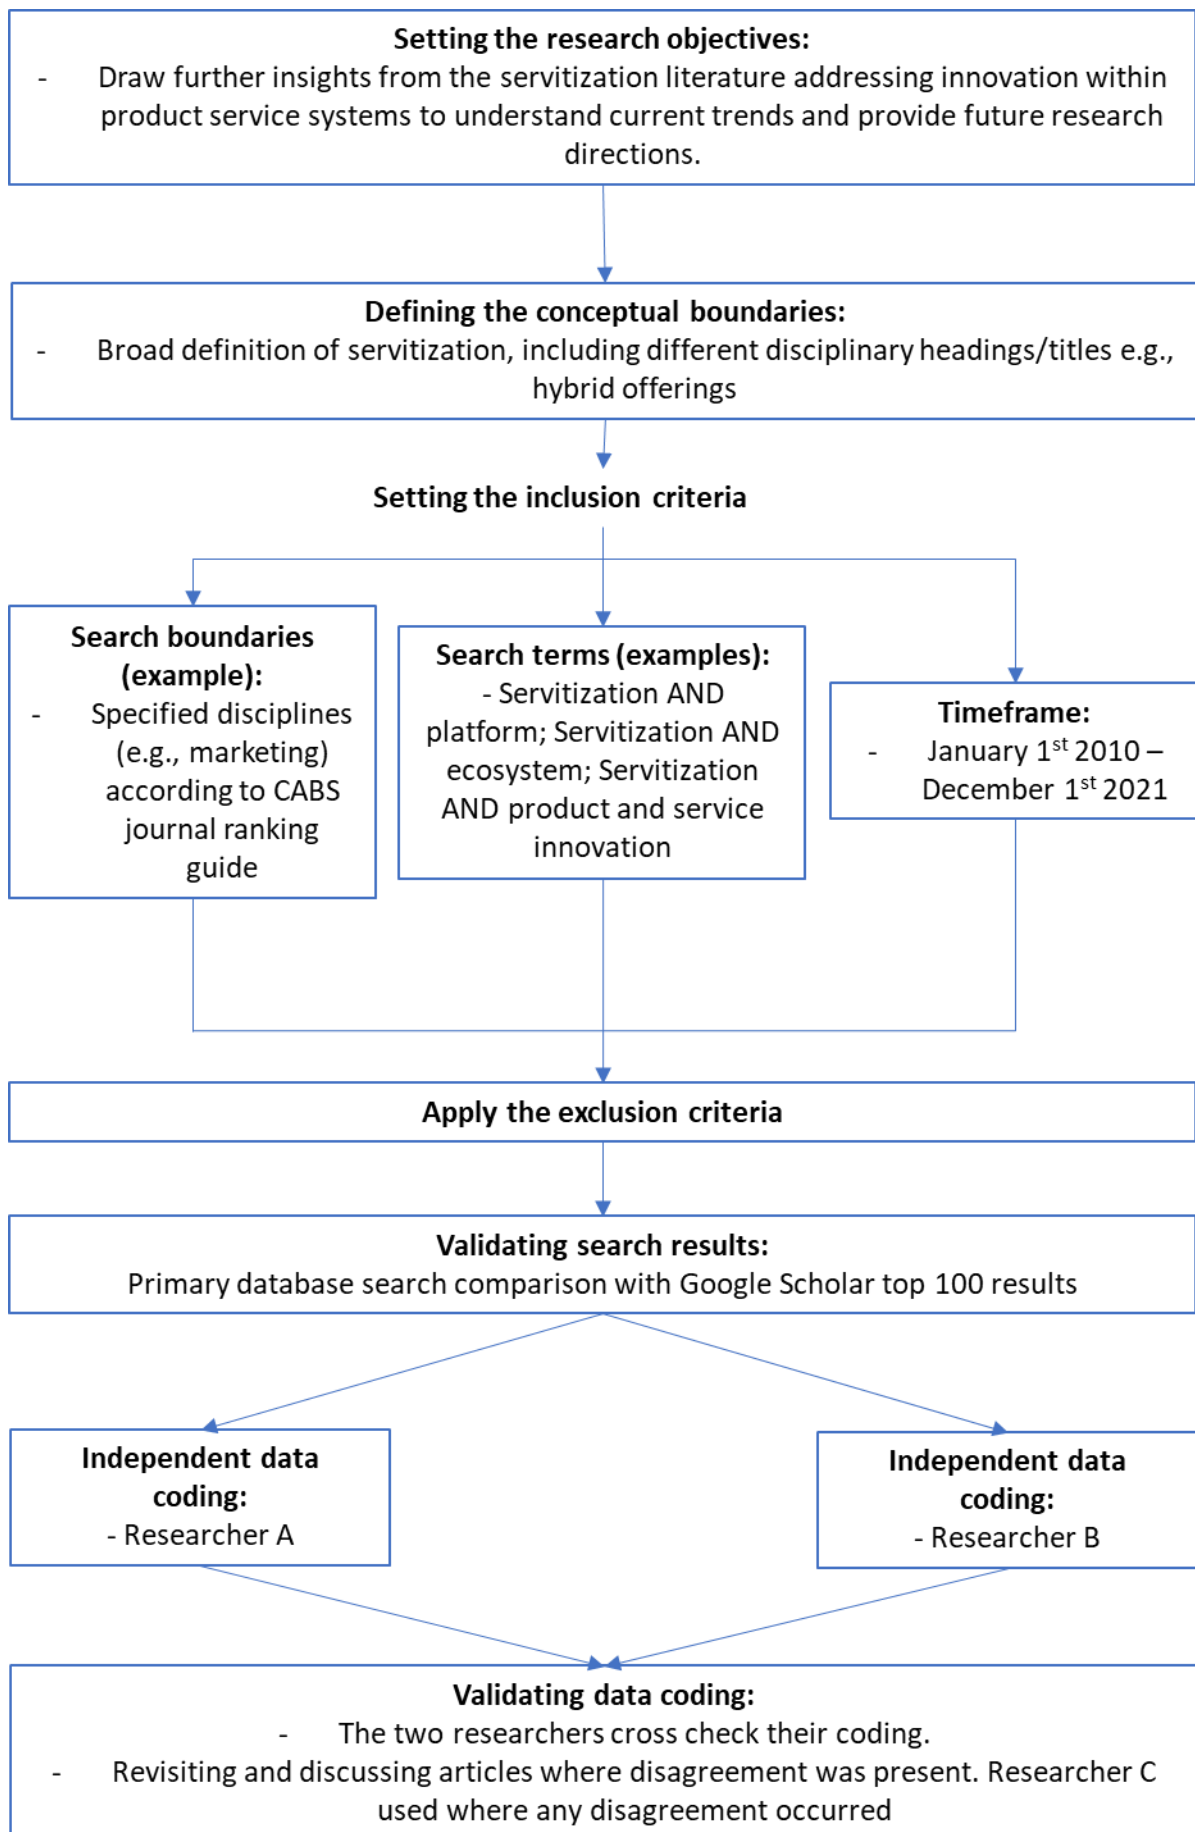 Setting the research objectives:
- Draw further insights from the servitization literature addressing innovation within
product service systems to understand current trends and provide future research
directions.
Defining the conceptual boundaries:
- Broad definition of servitization, including different disciplinary headings/titles e.g.,
hybrid offerings
Setting the inclusion criteria
Search boundaries
(example):
- Specified disciplines
(e.g., marketing)
according to CABS
journal ranking
guide
Search terms (examples):
- Servitization AND
platform; Servitization AND
ecosystem; Servitization
AND product and service
innovation
Timeframe:
- January 1st 2010 –
December 1st 2021
Apply the exclusion criteria
Validating search results:
Primary database search comparison with Google Scholar top 100 results
Independent data
coding:
- Researcher A
Independent data
coding:
- Researcher B
Validating data coding:
- The two researchers cross check their coding.
- Revisiting and discussing articles where disagreement was present. Researcher C
used where any disagreement occurred